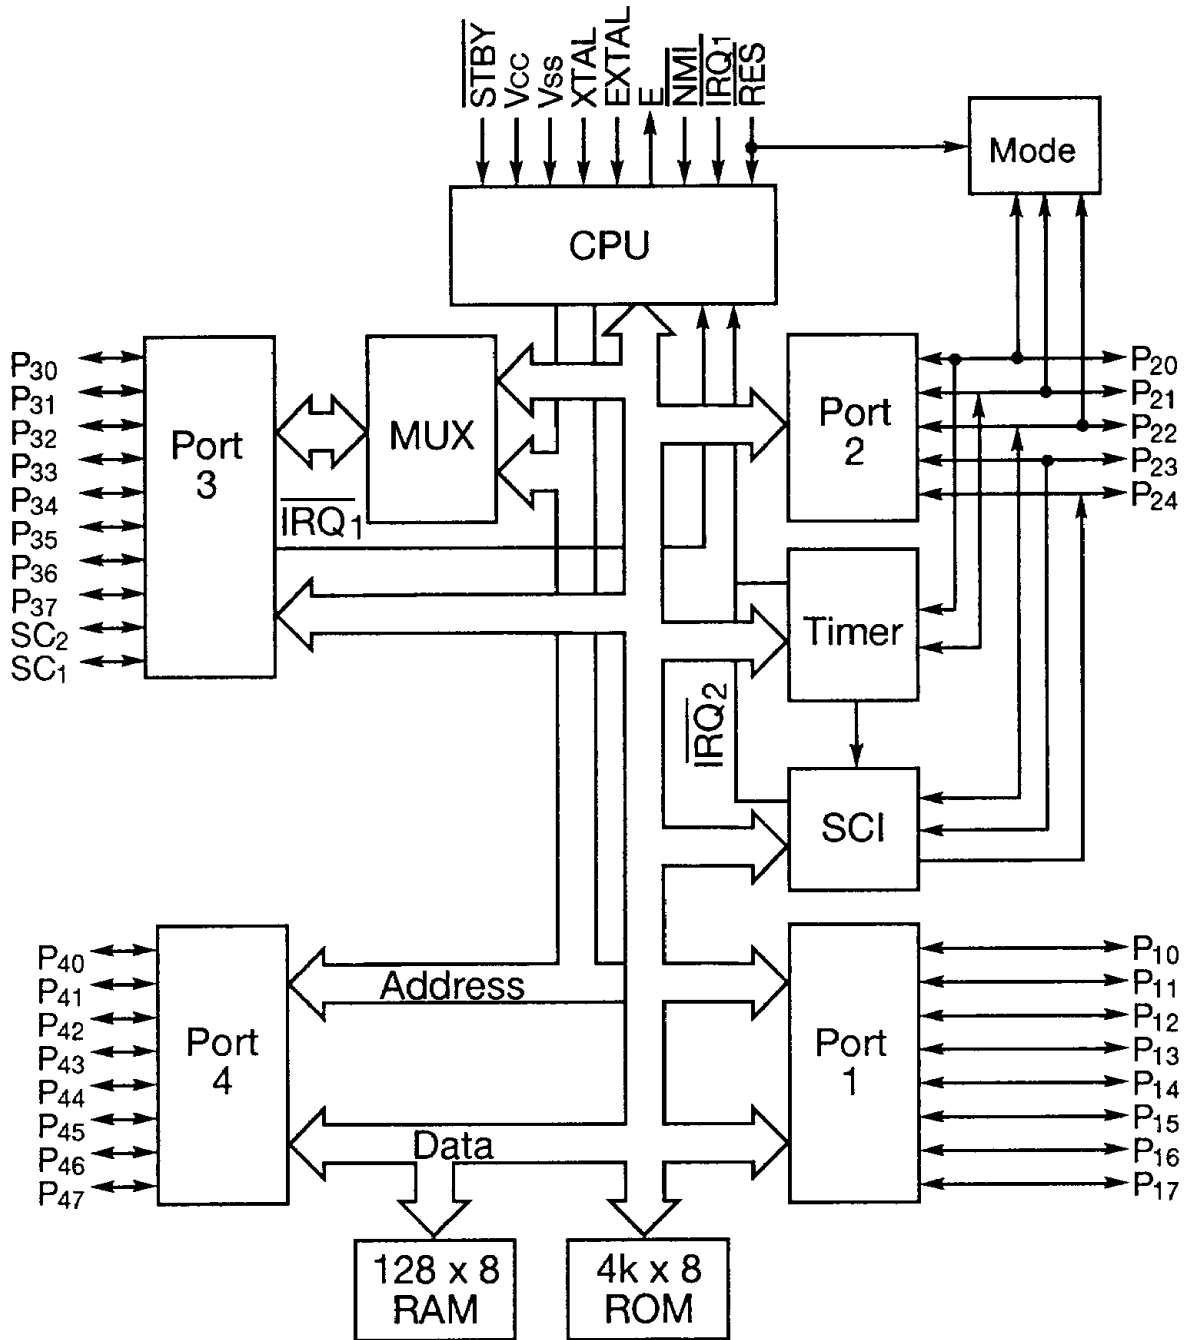 STBY
Vcc
Vss
XTAL
EXTAL
E
NMI
IRQ1
RES
Mode
CPU
P30
P31
P32
P33
P34
P35
P36
P37
SC2
SC1
Port
3
MUX
IRQ1
Port
2
P20
P21
P22
P23
P24
Timer
IRQ2
SCI
P40
P41
P42
P43
P44
P45
P46
P47
Port
4
Address
Data
Port
1
P10
P11
P12
P13
P14
P15
P16
P17
128 x 8
RAM
4k x 8
ROM